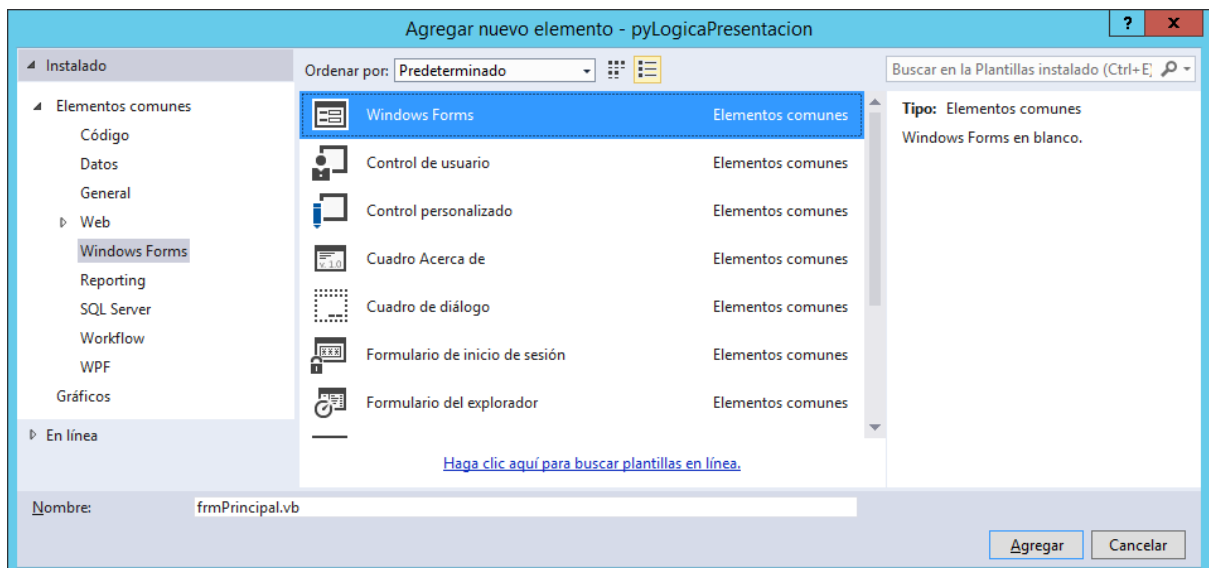 Agregar nuevo elemento - pyLogicaPresentacion
? x
Instalado
Ordenar por: Predeterminado
Buscar en la Plantillas instalado (Ctrl+E)
Elementos comunes
Código
Datos
General
Web
Windows Forms
Reporting
SQL Server
Workflow
WPF
Gráficos
En línea
Windows Forms Elementos comunes
Control de usuario Elementos comunes
Control personalizado Elementos comunes
v. 1.0
Cuadro Acerca de Elementos comunes
Cuadro de diálogo Elementos comunes
Formulario de inicio de sesión Elementos comunes
Formulario del explorador Elementos comunes
Haga clic aquí para buscar plantillas en línea.
Tipo: Elementos comunes
Windows Forms en blanco.
Nombre: frmPrincipal.vb
Agregar Cancelar